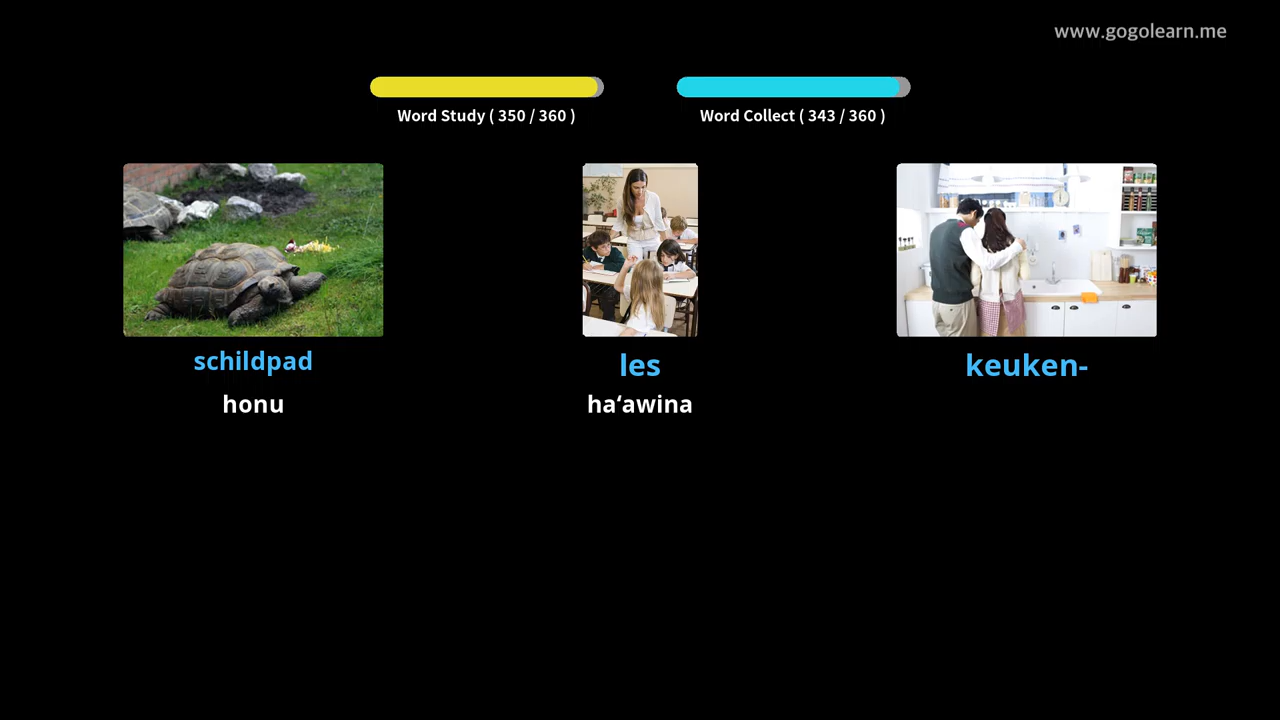 www.gogolearn.me
Word Study ( 350 / 360 )
Word Collect ( 343 / 360 )
schildpad
honu
les
haʻawina
keuken-